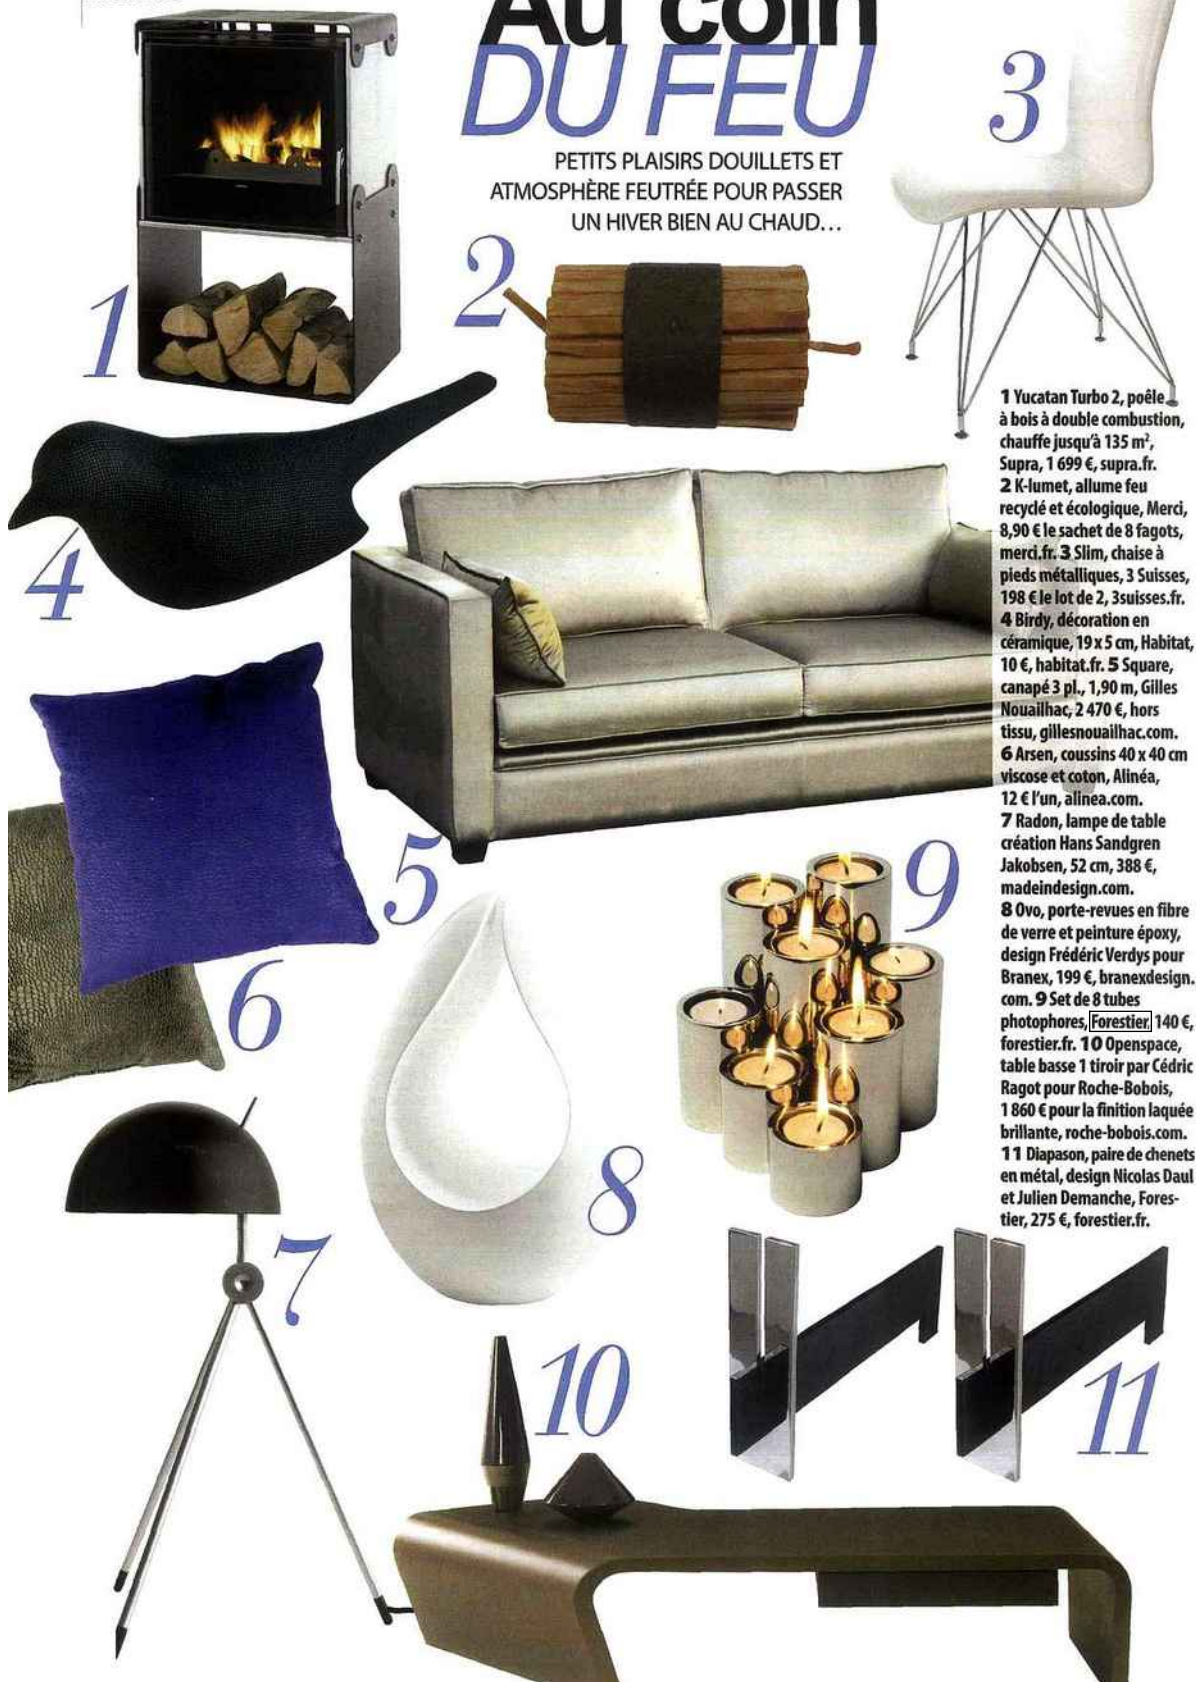 Au coin
DU FEU
PETITS PLAISIRS DOUILLETS ET
ATMOSPHÈRE FEUTRÉE POUR PASSER
UN HIVER BIEN AU CHAUD...
1
2
3
4
5
6
7
8
9
10
11
1 Yucatan Turbo 2, poêle
à bois à double combustion,
chauffe jusqu'à 135 m²,
Supra, 1 699 €, supra.fr.
2 K-lumet, allume feu
recyclé et écologique, Merci,
8,90 € le sachet de 8 fagots,
merci.fr. 3 Slim, chaise à
pieds métalliques, 3 Suisses,
198 € le lot de 2, 3suisses.fr.
4 Birdy, décoration en
céramique, 19 x 5 cm, Habitat,
10 €, habitat.fr. 5 Square,
canapé 3 pl., 1,90 m, Gilles
Nouailhac, 2 470 €, hors
tissu, gillesnouailhac.com.
6 Arsen, coussins 40 x 40 cm
viscose et coton, Alinéa,
12 € l'un, alinea.com.
7 Radon, lampe de table
création Hans Sandgren
Jakobsen, 52 cm, 388 €,
madeindesign.com.
8 Ovo, porte-revues en fibre
de verre et peinture époxy,
design Frédéric Verdys pour
Branex, 199 €, branexdesign.
com. 9 Set de 8 tubes
photophores, Forestier, 140 €,
forestier.fr. 10 Openspace,
table basse 1 tiroir par Cédric
Ragot pour Roche-Bobois,
1 860 € pour la finition laquée
brillante, roche-bobois.com.
11 Diapason, paire de chenets
en métal, design Nicolas Daul
et Julien Demanche, Fores-
tier, 275 €, forestier.fr.